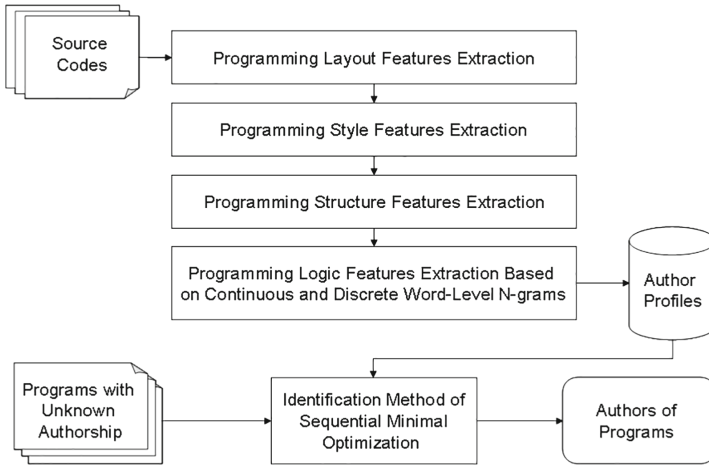 Source
Codes
Programming Layout Features Extraction
Programming Style Features Extraction
Programming Structure Features Extraction
Programming Logic Features Extraction Based
on Continuous and Discrete Word-Level N-grams
Author
Profiles
Programs with
Unknown
Authorship
Identification Method of
Sequential Minimal
Optimization
Authors of
Programs